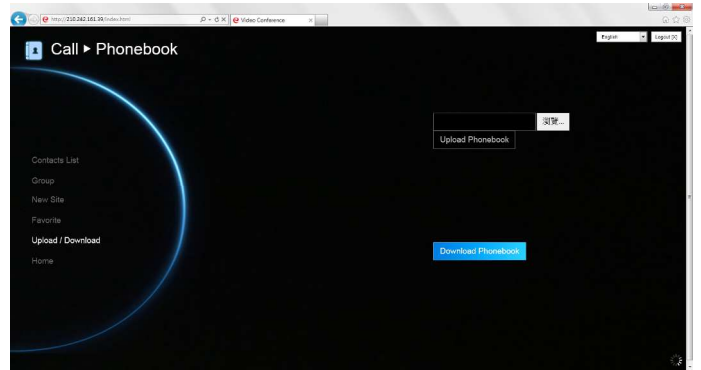 http://210.242.161.39/index.html
Video Conference
English
Logout [X]
Call ▸ Phonebook
瀏覽...
Upload Phonebook
Contacts List
Group
New Site
Favorite
Upload / Download
Home
Download Phonebook